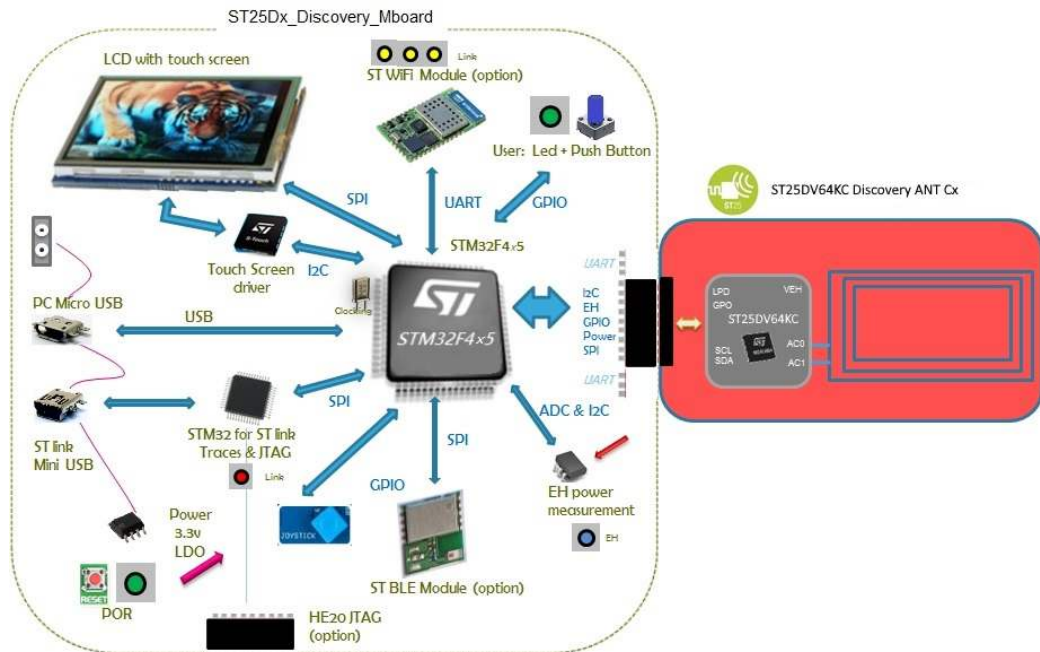 ST25Dx_Discovery_Mboard
LCD with touch screen
Link
ST WiFi Module (option)
User: Led + Push Button
SPI
UART
GPIO
STM32F4x5
Touch Screen
driver
I2C
Clocking
STM32F4x5
PC Micro USB
USB
UART
I2C
EH
GPIO
Power
SPI
UART
ST25
ST25DV64KC Discovery ANT Cx
LPD
GPO
VEH
ST25DV64KC
SCL
SDA
AC0
AC1
ST link
Mini USB
STM32 for ST link
Traces & JTAG
Link
SPI
SPI
ADC & I2C
GPIO
JOYSTICK
EH power
measurement
EH
Power
3.3v
LDO
RESET
POR
ST BLE Module (option)
HE20 JTAG
(option)